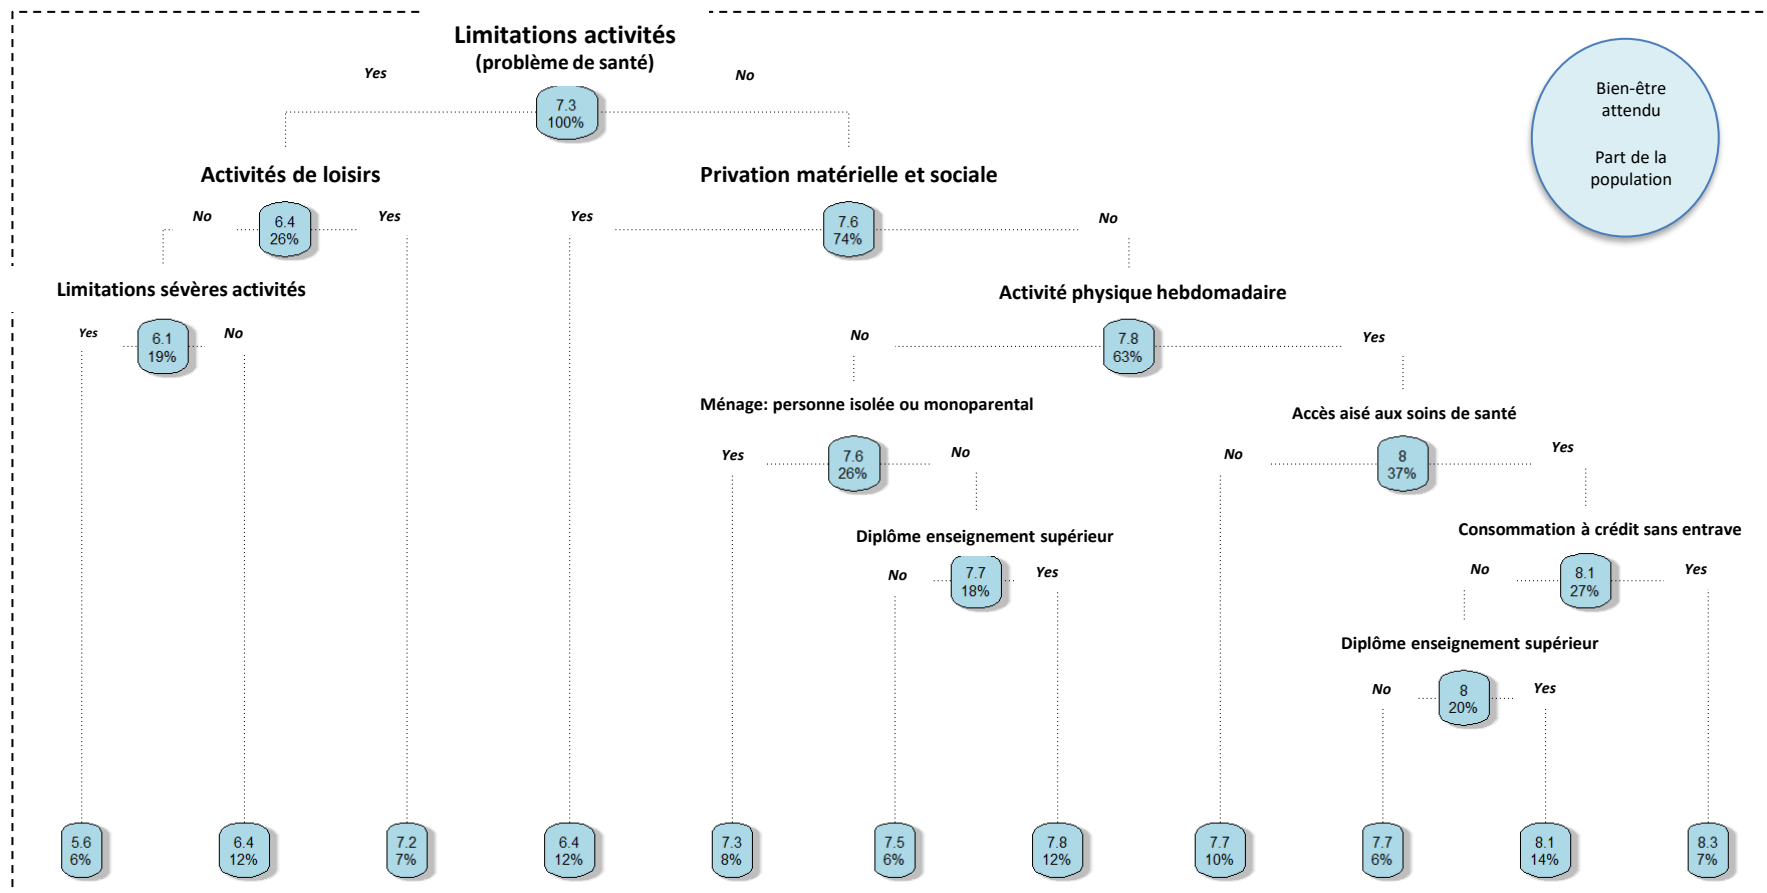 Limitations activités
(problème de santé)
Yes
No
7.3
100%
Bien-être
attendu
Part de la
population
Activités de loisirs
Privation matérielle et sociale
No
6.4
26%
Yes
Yes
7.6
74%
No
Limitations sévères activités
Activité physique hebdomadaire
Yes
6.1
19%
No
No
7.8
63%
Yes
Ménage: personne isolée ou monoparental
Accès aisé aux soins de santé
Yes
7.6
26%
No
No
8
37%
Yes
Diplôme enseignement supérieur
Consommation à crédit sans entrave
No
7.7
18%
Yes
No
8.1
27%
Yes
Diplôme enseignement supérieur
No
8
20%
Yes
5.6
6%
6.4
12%
7.2
7%
6.4
12%
7.3
8%
7.5
6%
7.8
12%
7.7
10%
7.7
6%
8.1
14%
8.3
7%